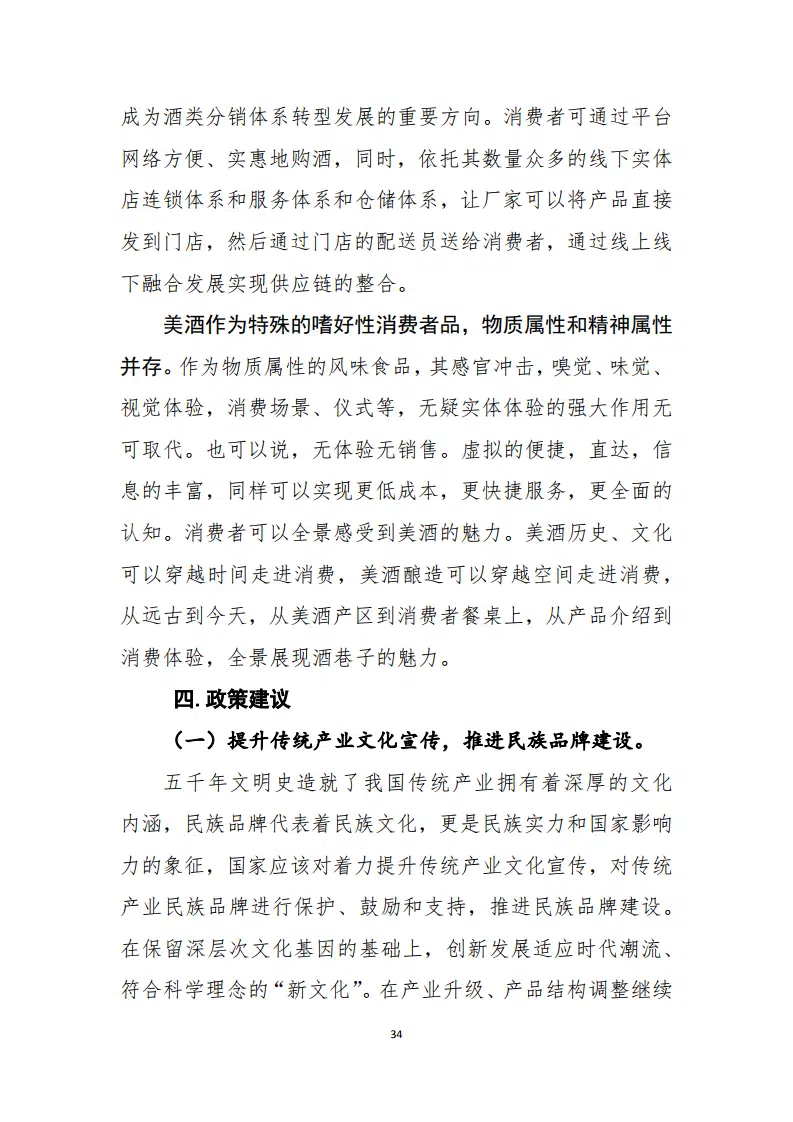 成为酒类分销体系转型发展的重要方向。消费者可通过平台
网络方便、实惠地购酒，同时，依托其数量众多的线下实体
店连锁体系和服务体系和仓储体系，让厂家可以将产品直接
发到门店，然后通过门店的配送员送给消费者，通过线上线
下融合发展实现供应链的整合。
美酒作为特殊的嗜好性消费者品，物质属性和精神属性
并存。作为物质属性的风味食品，其感官冲击，嗅觉、味觉、
视觉体验，消费场景、仪式等，无疑实体体验的强大作用无
可取代。也可以说，无体验无销售。虚拟的便捷，直达，信
息的丰富，同样可以实现更低成本，更快捷服务，更全面的
认知。消费者可以全景感受到美酒的魅力。美酒历史、文化
可以穿越时间走进消费，美酒酿造可以穿越空间走进消费，
从远古到今天，从美酒产区到消费者餐桌上，从产品介绍到
消费体验，全景展现酒巷子的魅力。
四.政策建议
（一）提升传统产业文化宣传，推进民族品牌建设。
五千年文明史造就了我国传统产业拥有着深厚的文化
内涵，民族品牌代表着民族文化，更是民族实力和国家影响
力的象征，国家应该对着力提升传统产业文化宣传，对传统
产业民族品牌进行保护、鼓励和支持，推进民族品牌建设。
在保留深层次文化基因的基础上，创新发展适应时代潮流、
符合科学理念的“新文化”。在产业升级、产品结构调整继续
34